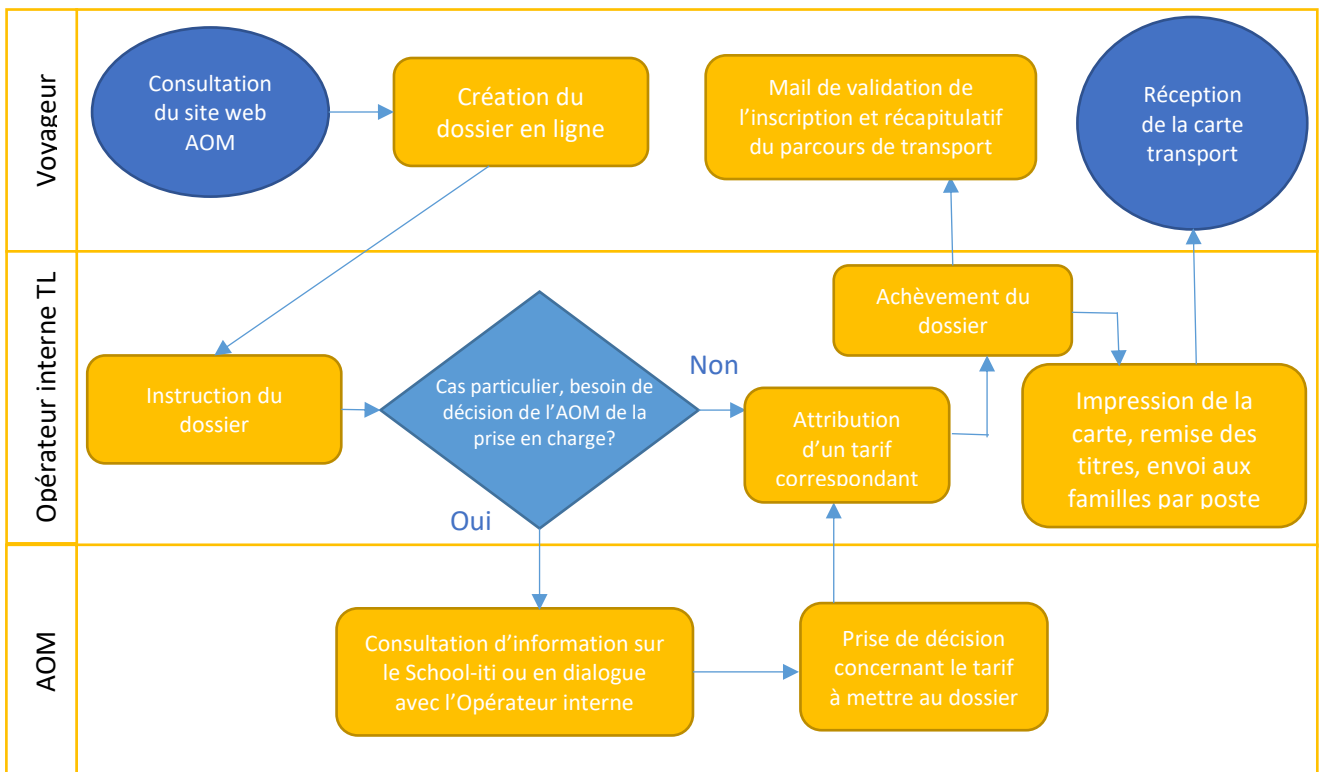 Voyageur
Consultation
du site web
AOM
Création du
dossier en ligne
Mail de validation de
l’inscription et récapitulatif
du parcours de transport
Réception
de la carte
transport
Opérateur interne TL
Instruction du
dossier
Cas particulier, besoin de
décision de l’AOM de la
prise en charge?
Non
Oui
Attribution
d’un tarif
correspondant
Achèvement du
dossier
Impression de la
carte, remise des
titres, envoi aux
familles par poste
AOM
Consultation d’information sur
le School-iti ou en dialogue
avec l’Opérateur interne
Prise de décision
concernant le tarif
à mettre au dossier